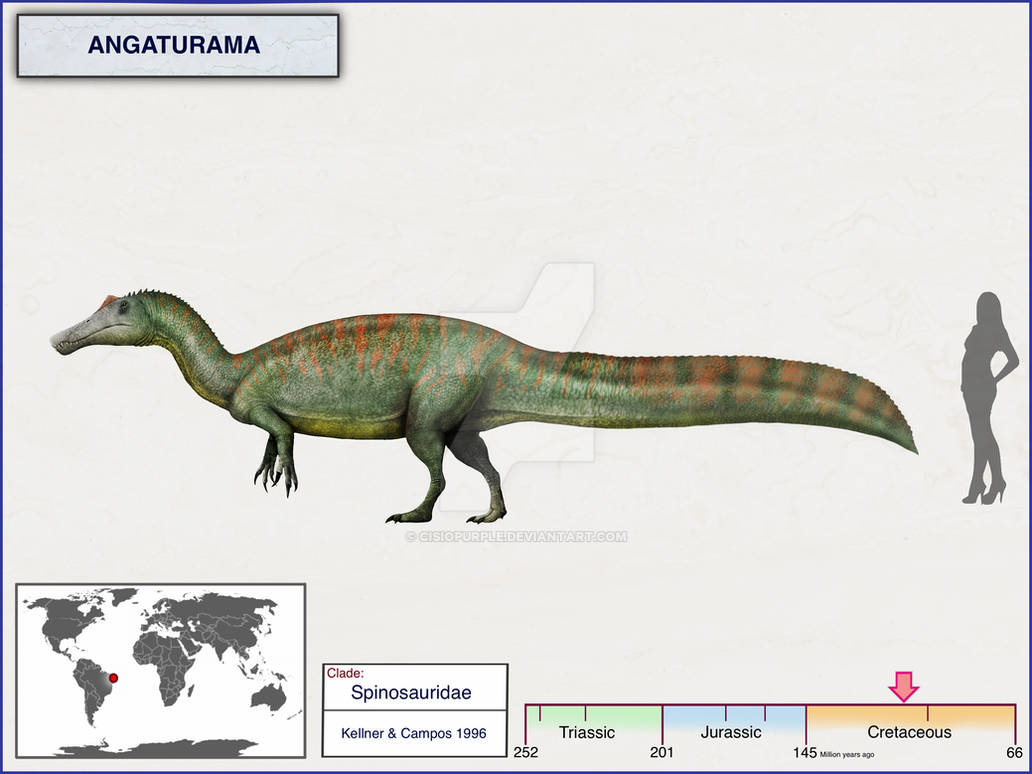 ANGATURAMA
© CISIOPURPLE.DEVIANTART.COM
Clade:
Spinosauridae
Kellner & Campos 1996
Triassic Jurassic Cretaceous
252 201 145 Million years ago 66